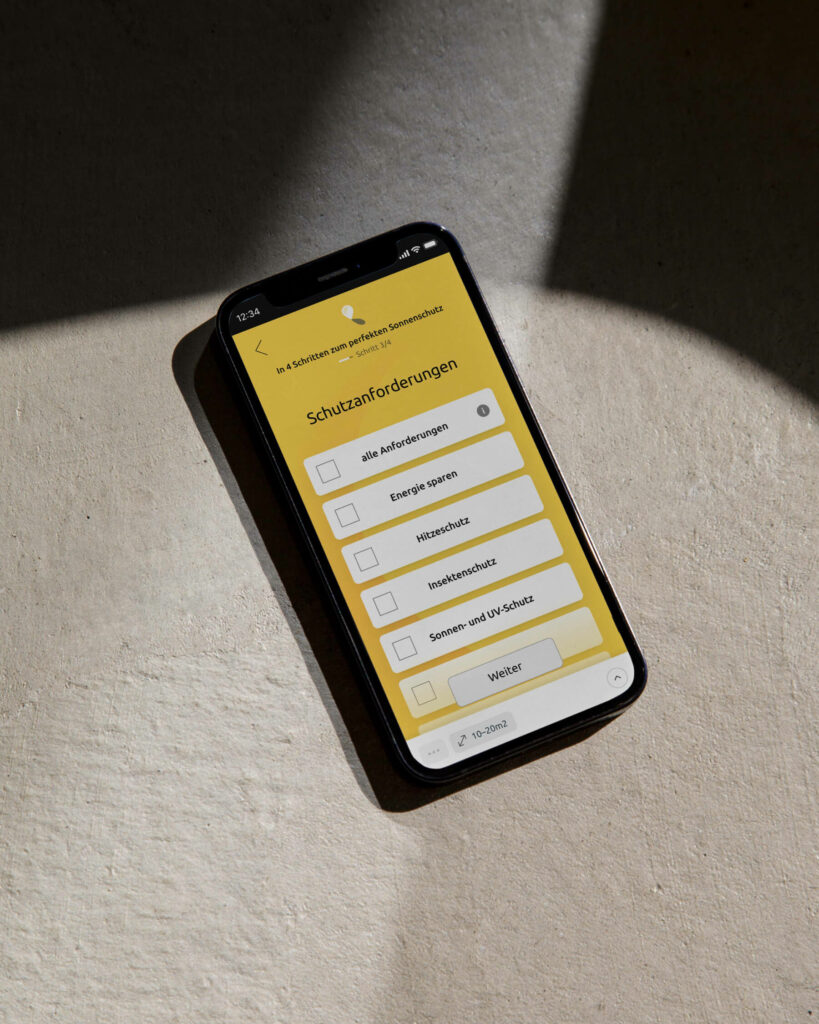 12:34
In 4 Schritten zum perfekten Sonnenschutz
Schritt 3/4
Schutzanforderungen
alle Anforderungen
i
Energie sparen
Hitzeschutz
Insektenschutz
Sonnen- und UV-Schutz
Weiter
10–20m2